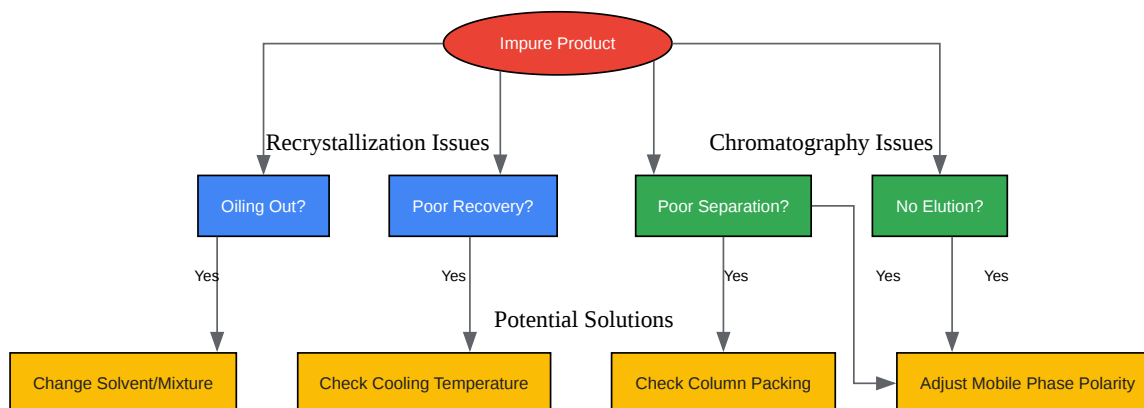 Impure Product
Recrystallization Issues
Chromatography Issues
Oiling Out?
Poor Recovery?
Poor Separation?
No Elution?
Yes
Yes
Yes
Yes
Yes
Potential Solutions
Change Solvent/Mixture
Check Cooling Temperature
Check Column Packing
Adjust Mobile Phase Polarity